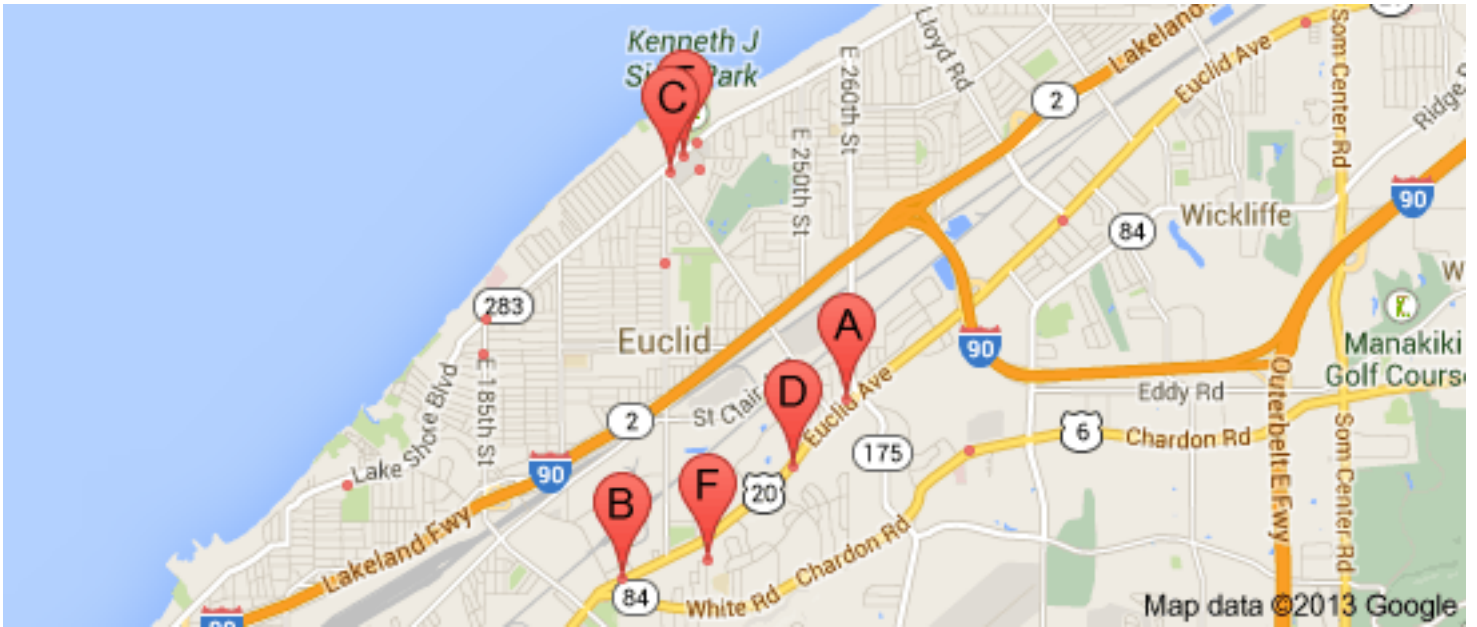 Kenneth J
Park
C
Lloyd Rd
E 260th St
E 250th St
2
Lakeland
Euclid Ave
Som Center Rd
Ridge
90
84
Wickliffe
283
Euclid
A
D
St Clair
Euclid Ave
90
Manakiki
Golf Course
Eddy Rd
Outerbelt E Fwy
6
Chardon Rd
Som Center Rd
175
Lake Shore Blvd
E 185th St
2
90
Lakeland Fwy
B
F
20
84
White Rd
Chardon Rd
90
Map data ©2013 Google